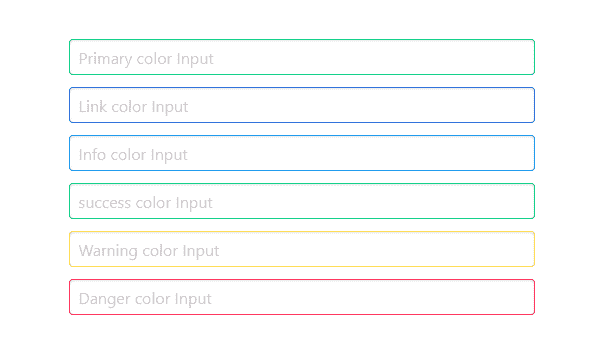 Primary color Input
Link color Input
Info color Input
success color Input
Warning color Input
Danger color Input